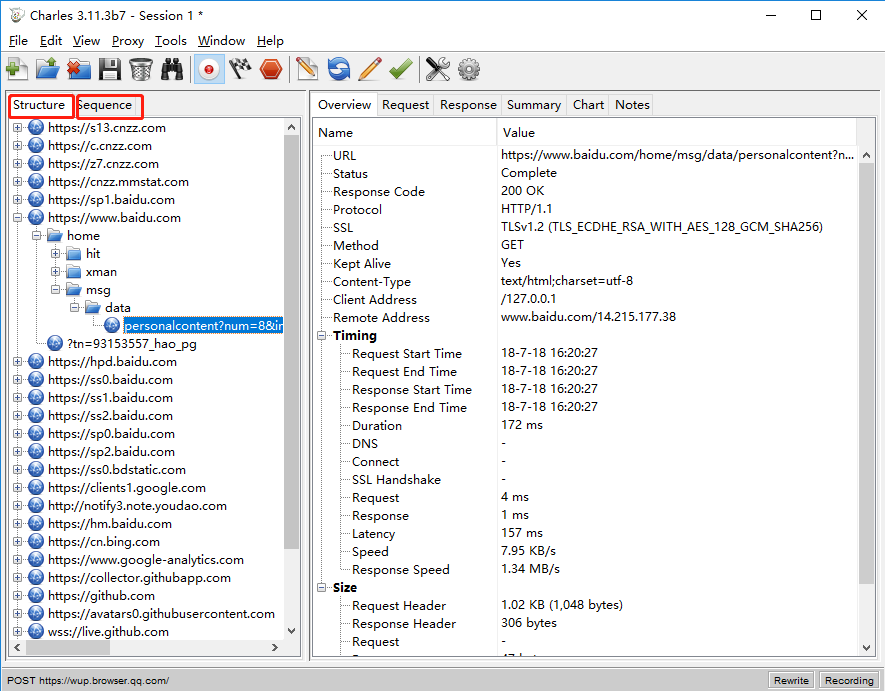 Charles 3.11.3b7 - Session 1 *
File Edit View Proxy Tools Window Help
Structure Sequence
https://s13.cnzz.com
https://c.cnzz.com
https://z7.cnzz.com
https://cnzz.mmstat.com
https://sp1.baidu.com
https://www.baidu.com
home
hit
xman
msg
data
personalcontent?num=8&in
?tn=93153557_hao_pg
https://hpd.baidu.com
https://ss0.baidu.com
https://ss1.baidu.com
https://ss2.baidu.com
https://sp0.baidu.com
https://sp2.baidu.com
https://ss0.bdstatic.com
https://clients1.google.com
http://notify3.note.youdao.com
https://hm.baidu.com
https://cn.bing.com
https://www.google-analytics.com
https://collector.githubapp.com
https://github.com
https://avatars0.githubusercontent.com
wss://live.github.com
Overview Request Response Summary Chart Notes
Name Value
URL https://www.baidu.com/home/msg/data/personalcontent?n...
Status Complete
Response Code 200 OK
Protocol HTTP/1.1
SSL TLSv1.2 (TLS_ECDHE_RSA_WITH_AES_128_GCM_SHA256)
Method GET
Kept Alive Yes
Content-Type text/html;charset=utf-8
Client Address /127.0.0.1
Remote Address www.baidu.com/14.215.177.38
Timing
Request Start Time 18-7-18 16:20:27
Request End Time 18-7-18 16:20:27
Response Start Time 18-7-18 16:20:27
Response End Time 18-7-18 16:20:27
Duration 172 ms
DNS -
Connect -
SSL Handshake -
Request 4 ms
Response 1 ms
Latency 157 ms
Speed 7.95 KB/s
Response Speed 1.34 MB/s
Size
Request Header 1.02 KB (1,048 bytes)
Response Header 306 bytes
Request -
POST https://wup.browser.qq.com/
Rewrite Recording